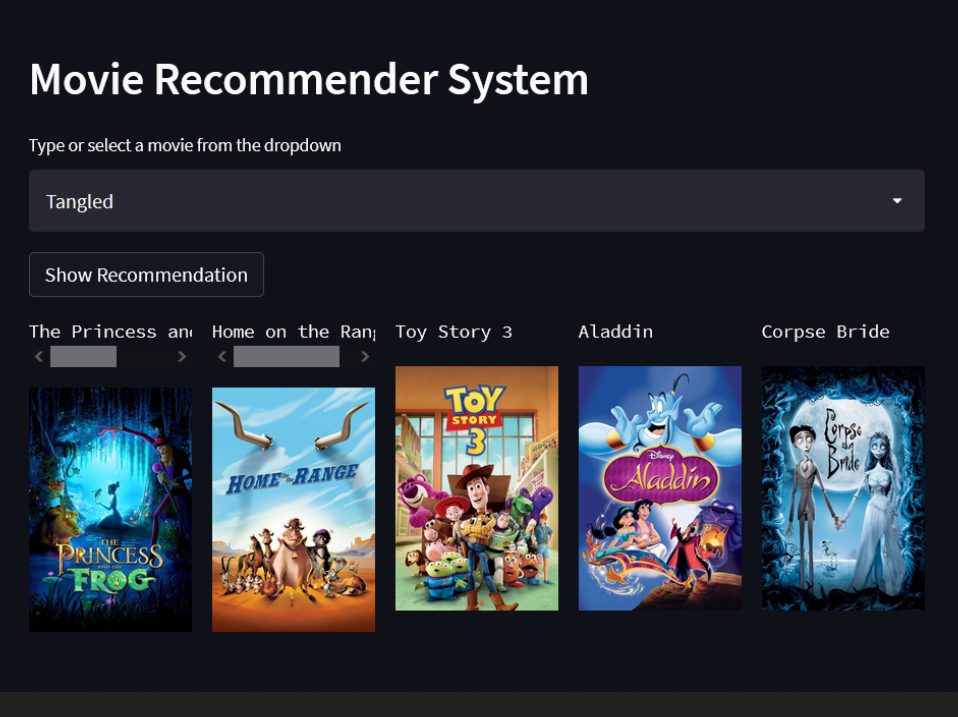 Movie Recommender System
Type or select a movie from the dropdown
Tangled
Show Recommendation
The Princess and
Home on the Rang
Toy Story 3
Aladdin
Corpse Bride
THE
PRINCESS
AND THE
FROG
HOME ON THE RANGE
TOY
STORY
3
Disney
Aladdin
Corpse
Bride